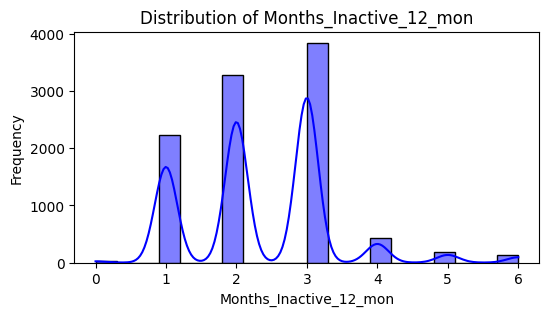 Distribution of Months_Inactive_12_mon
4000
3000
2000
1000
0
Frequency
0 1 2 3 4 5 6
Months_Inactive_12_mon